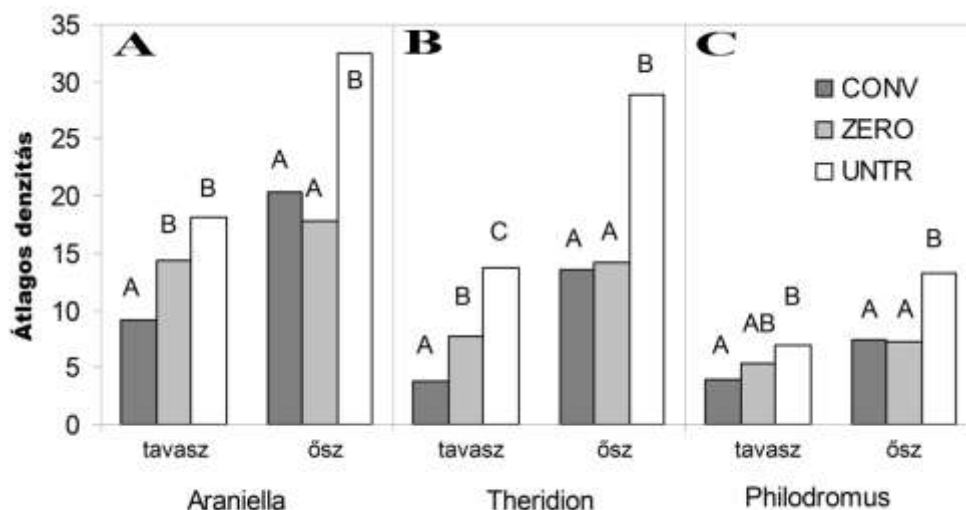 Átlagos denzitás
35
30
25
20
15
10
5
0
A
B
C
CONV
ZERO
UNTR
A
B
B
A
A
B
A
B
C
A
A
B
A
AB
B
A
A
B
tavasz ősz tavasz ősz tavasz ősz
Araniella Theridion Philodromus